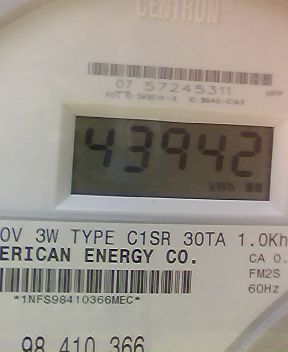 CENTRON®
07 57245311
43942
kWh
0V 3W TYPE C1SR 30TA 1.0Kh
ERICAN ENERGY CO.
CA 0.
FM2S
60Hz
*1NFS98410366MEC*
98 410 366